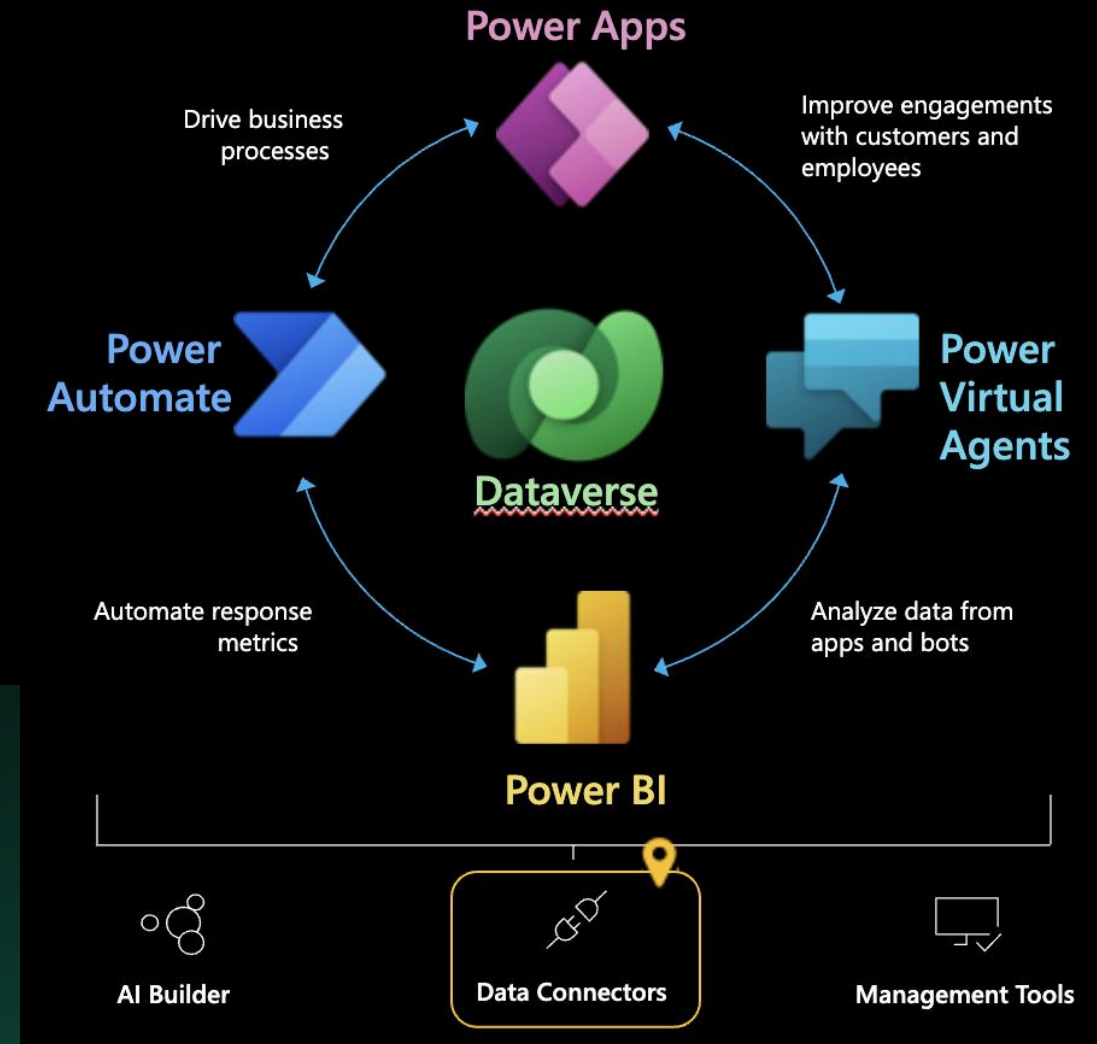 Power Apps
Drive business
processes
Improve engagements
with customers and
employees
Power
Automate
Dataverse
Power
Virtual
Agents
Automate response
metrics
Analyze data from
apps and bots
Power BI
AI Builder
Data Connectors
Management Tools